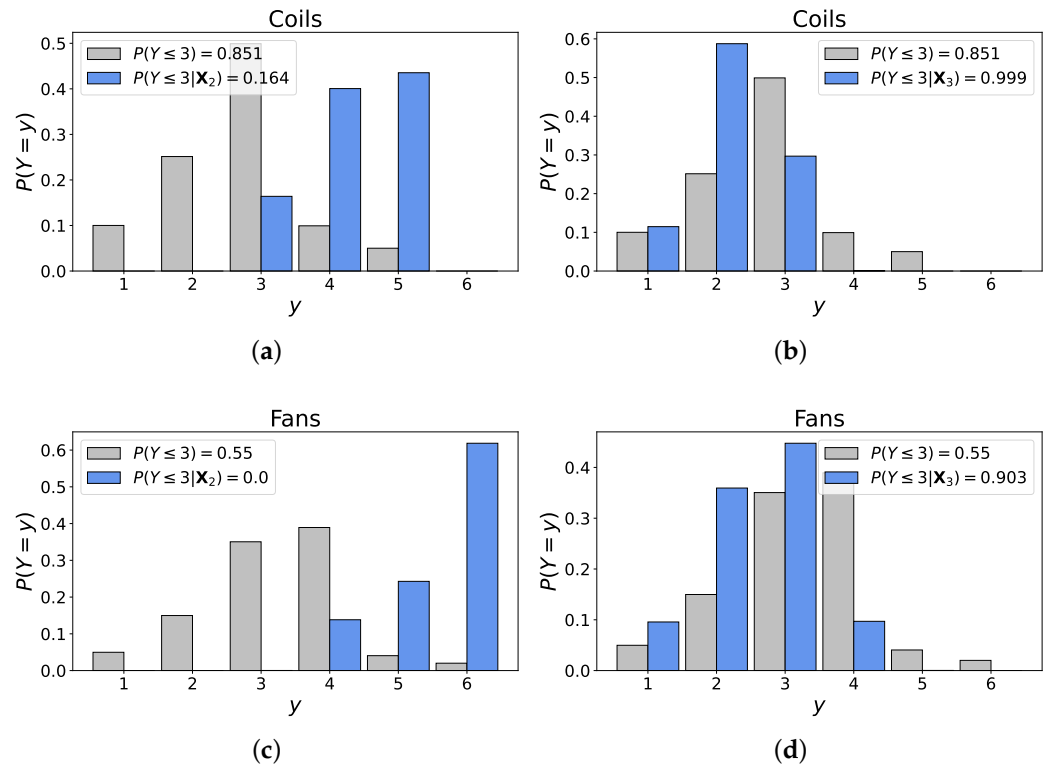 Coils
P(Y ≤ 3) = 0.851
P(Y ≤ 3|X₂) = 0.164
P(Y = y)
0.5
0.4
0.3
0.2
0.1
0.0
1 2 3 4 5 6
y
(a)
Coils
P(Y ≤ 3) = 0.851
P(Y ≤ 3|X₃) = 0.999
P(Y = y)
0.6
0.5
0.4
0.3
0.2
0.1
0.0
1 2 3 4 5 6
y
(b)
Fans
P(Y ≤ 3) = 0.55
P(Y ≤ 3|X₂) = 0.0
P(Y = y)
0.6
0.5
0.4
0.3
0.2
0.1
0.0
1 2 3 4 5 6
y
(c)
Fans
P(Y ≤ 3) = 0.55
P(Y ≤ 3|X₃) = 0.903
P(Y = y)
0.4
0.3
0.2
0.1
0.0
1 2 3 4 5 6
y
(d)